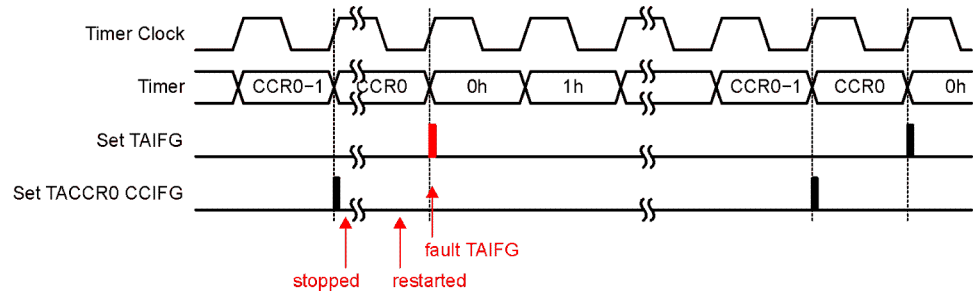 Timer Clock
Timer CCR0−1 CCR0 0h 1h CCR0−1 CCR0 0h
Set TAIFG
Set TACCR0 CCIFG
fault TAIFG
stopped restarted